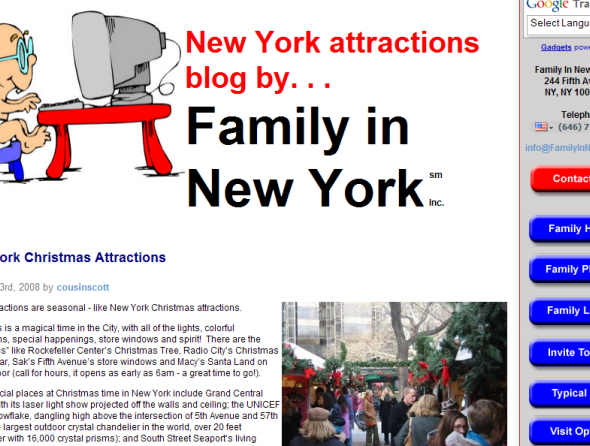 New York attractions
blog by. . .
Family in
New York sm
Inc.
ork Christmas Attractions
3rd, 2008 by cousinscott
actions are seasonal - like New York Christmas attractions.
s is a magical time in the City, with all of the lights, colorful
ns, special happenings, store windows and spirit! There are the
es" like Rockefeller Center's Christmas Tree, Radio City's Christmas
ar, Sak's Fifth Avenue's store windows and Macy's Santa Land on
oor (call for hours, it opens as early as 6am - a great time to go!).
cial places at Christmas time in New York include Grand Central
th its laser light show projected off the walls and ceiling; the UNICEF
owflake, dangling high above the intersection of 5th Avenue and 57th
e largest outdoor crystal chandelier in the world, over 20 feet
er with 16,000 crystal prisms); and South Street Seaport's living
Google Tra
Select Langu
Gadgets powe
Family In New
244 Fifth A
NY, NY 100
Teleph
(646) 7
info@FamilyInN
Contac
Family H
Family P
Family L
Invite To
Typical
Visit Op